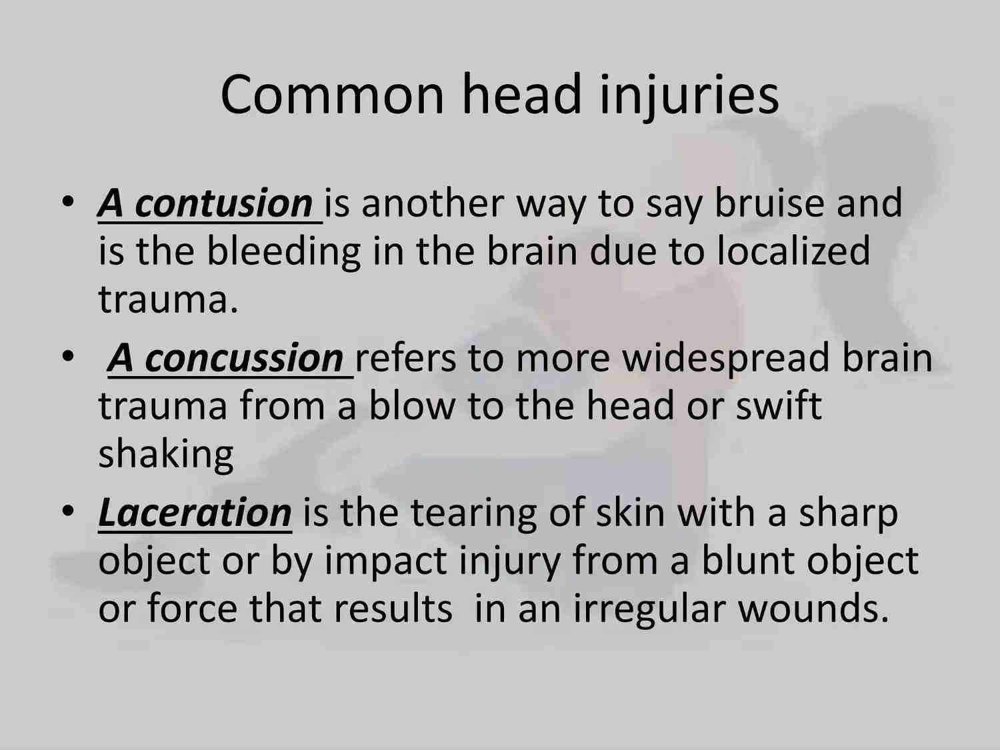 Common head injuries
• A contusion is another way to say bruise and
is the bleeding in the brain due to localized
trauma.
• A concussion refers to more widespread brain
trauma from a blow to the head or swift
shaking
• Laceration is the tearing of skin with a sharp
object or by impact injury from a blunt object
or force that results  in an irregular wounds.